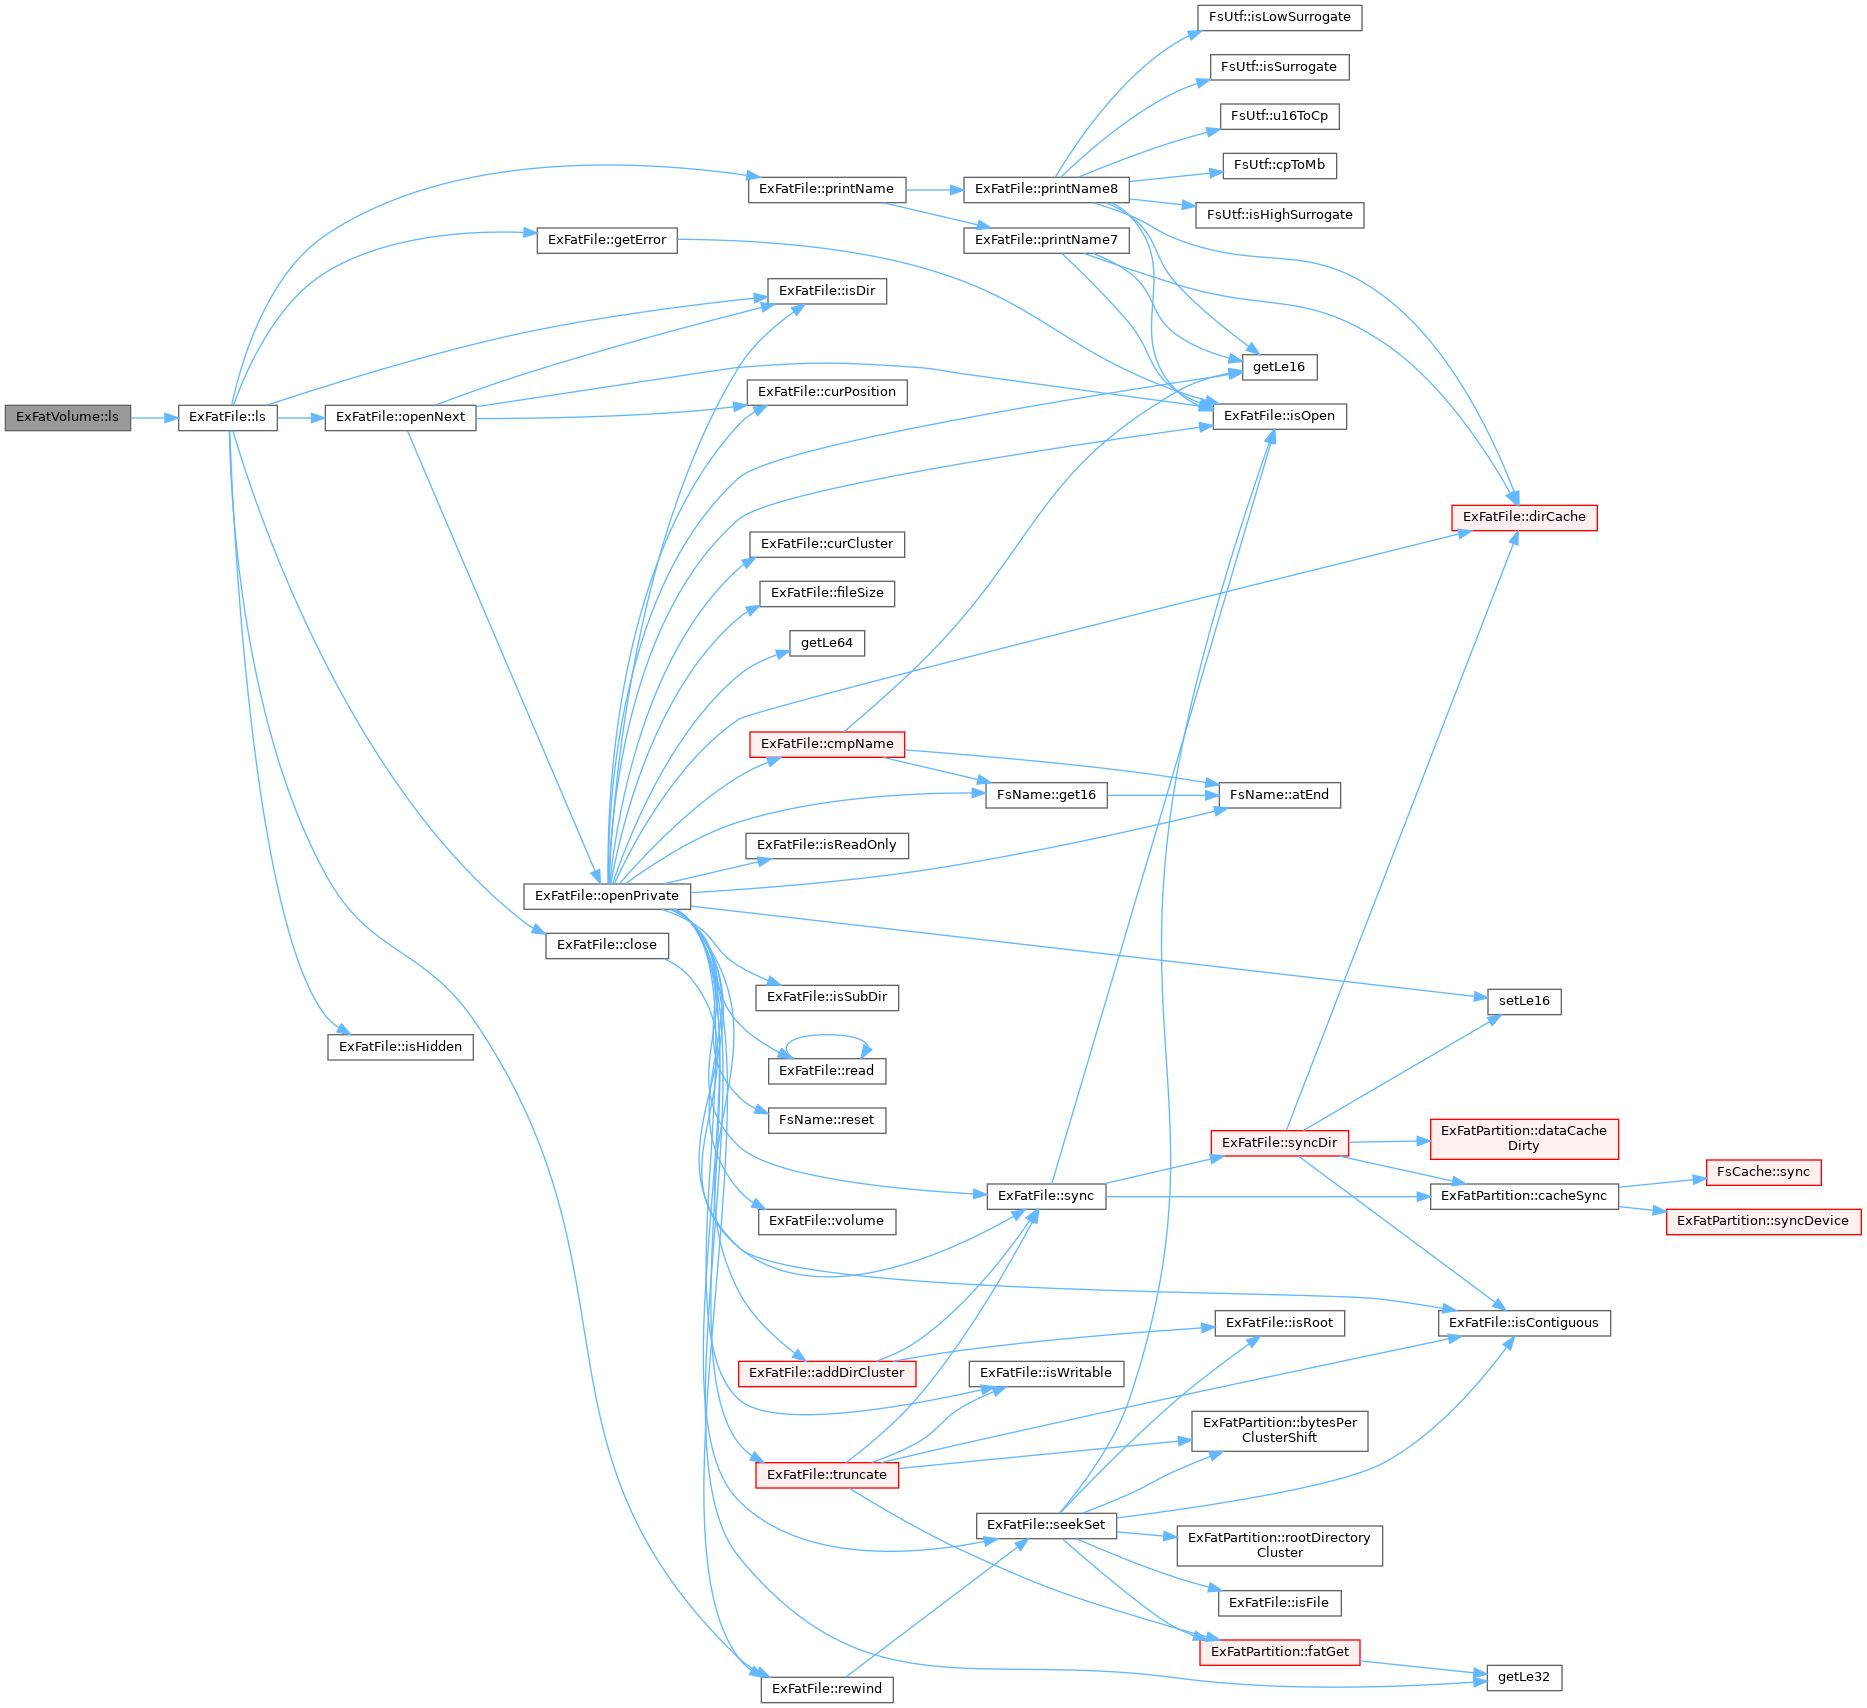 FsUtf::isLowSurrogate
FsUtf::isSurrogate
FsUtf::u16ToCp
FsUtf::cpToMb
ExFatFile::printName
ExFatFile::printName8
FsUtf::isHighSurrogate
ExFatFile::getError
ExFatFile::printName7
ExFatFile::isDir
getLe16
ExFatFile::curPosition
ExFatVolume::ls
ExFatFile::ls
ExFatFile::openNext
ExFatFile::isOpen
ExFatFile::dirCache
ExFatFile::curCluster
ExFatFile::fileSize
getLe64
ExFatFile::cmpName
FsName::get16
FsName::atEnd
ExFatFile::isReadOnly
ExFatFile::openPrivate
ExFatFile::close
ExFatFile::isSubDir
setLe16
ExFatFile::isHidden
ExFatFile::read
FsName::reset
ExFatFile::syncDir
ExFatPartition::dataCache
Dirty
FsCache::sync
ExFatFile::sync
ExFatPartition::cacheSync
ExFatFile::volume
ExFatPartition::syncDevice
ExFatFile::isRoot
ExFatFile::isContiguous
ExFatFile::addDirCluster
ExFatFile::isWritable
ExFatPartition::bytesPer
ClusterShift
ExFatFile::truncate
ExFatFile::seekSet
ExFatPartition::rootDirectory
Cluster
ExFatFile::isFile
ExFatPartition::fatGet
getLe32
ExFatFile::rewind